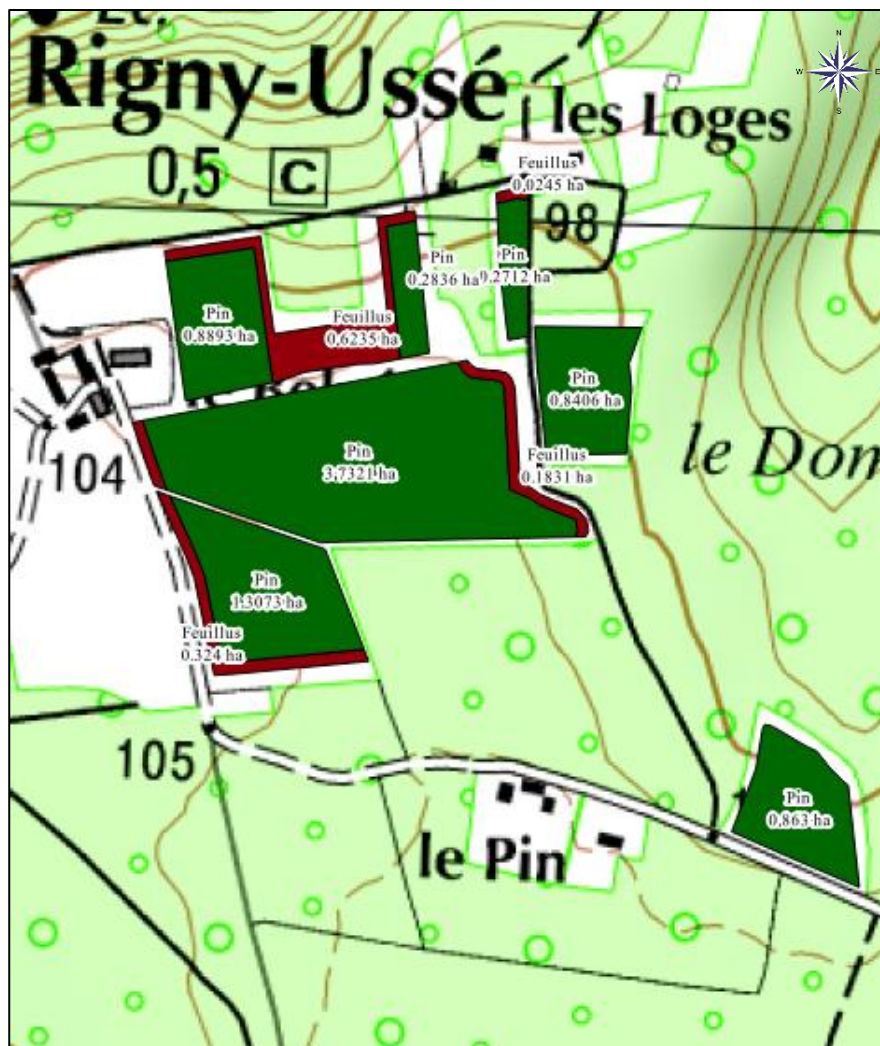 Rigny-Ussé
N
W
E
S
les Loges
0,5
C
Feuillus
0,0245 ha
98
Pin
0.2836 ha
Pin
0.2712 ha
Pin
0,8893 ha
Feuillus
0.6235 ha
Pin
0,8406 ha
Pin
3,7321 ha
Feuillus
0.1831 ha
le Don
104
Pin
1.3073 ha
Feuillus
0.324 ha
105
Pin
0,863 ha
le Pin